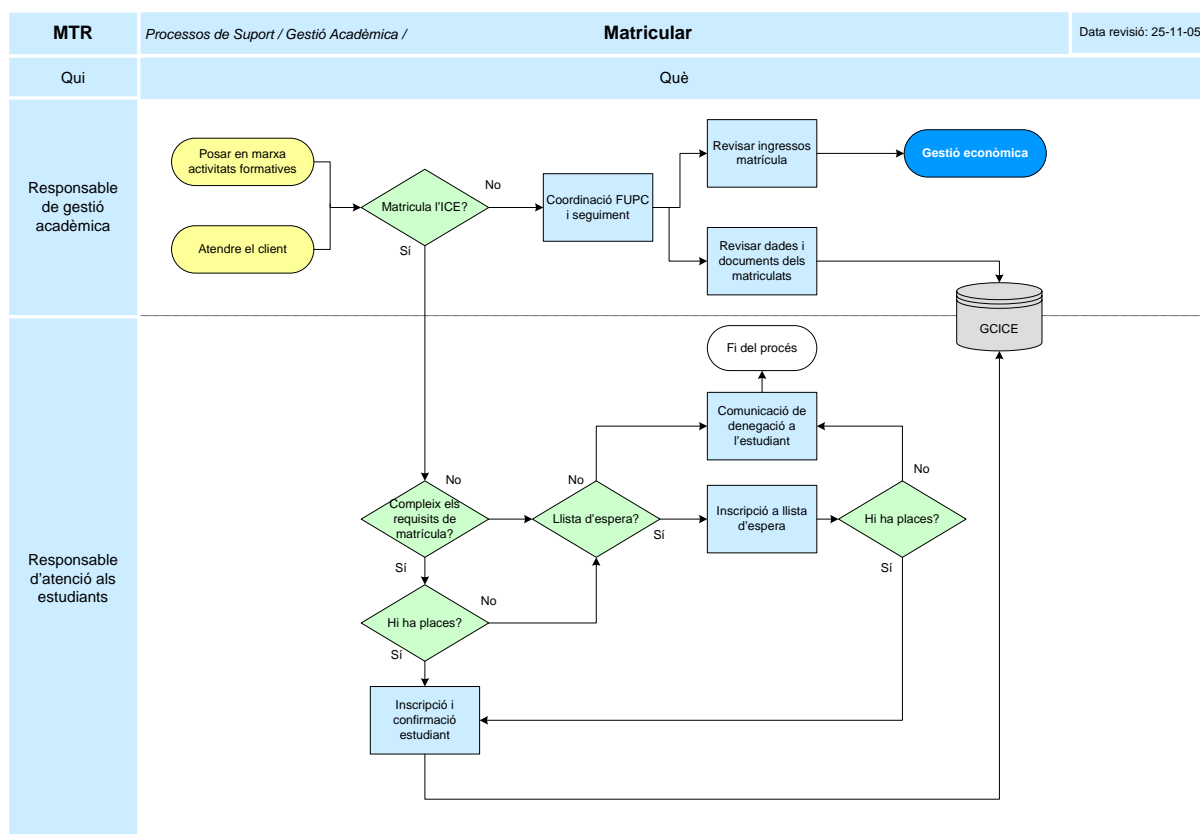 MTR
Processos de Suport / Gestió Acadèmica /
Matricular
Data revisió: 25-11-05
Qui
Què
Responsable
de gestió
acadèmica
Posar en marxa
activitats formatives
Atendre el client
Matricula l'ICE?
No
Sí
Coordinació FUPC
i seguiment
Revisar ingressos
matrícula
Gestió econòmica
Revisar dades i
documents dels
matriculats
GCICE
Responsable
d'atenció als
estudiants
Fi del procés
Comunicació de
denegació a
l'estudiant
Compleix els
requisits de
matrícula?
No
Sí
Llista d'espera?
No
Sí
Inscripció a llista
d'espera
Hi ha places?
No
Sí
Hi ha places?
No
Sí
Inscripció i
confirmació
estudiant